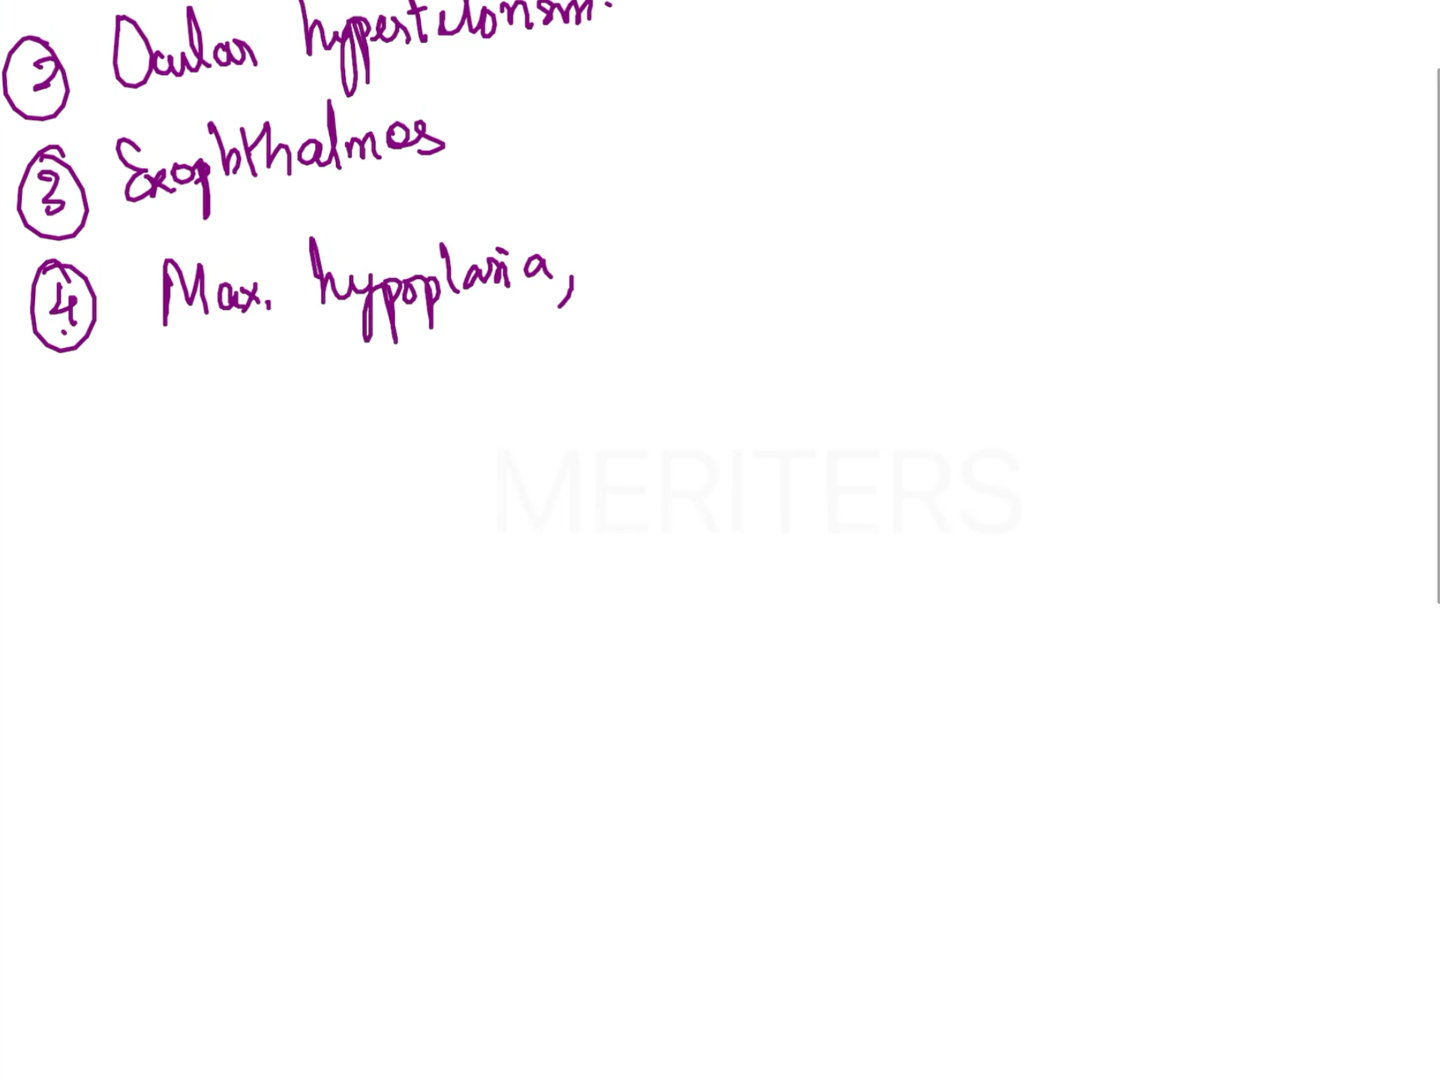 2 Ocular hypertelorism.
3 Exophthalmos
4 Max. hypoplasia,
MERITERS